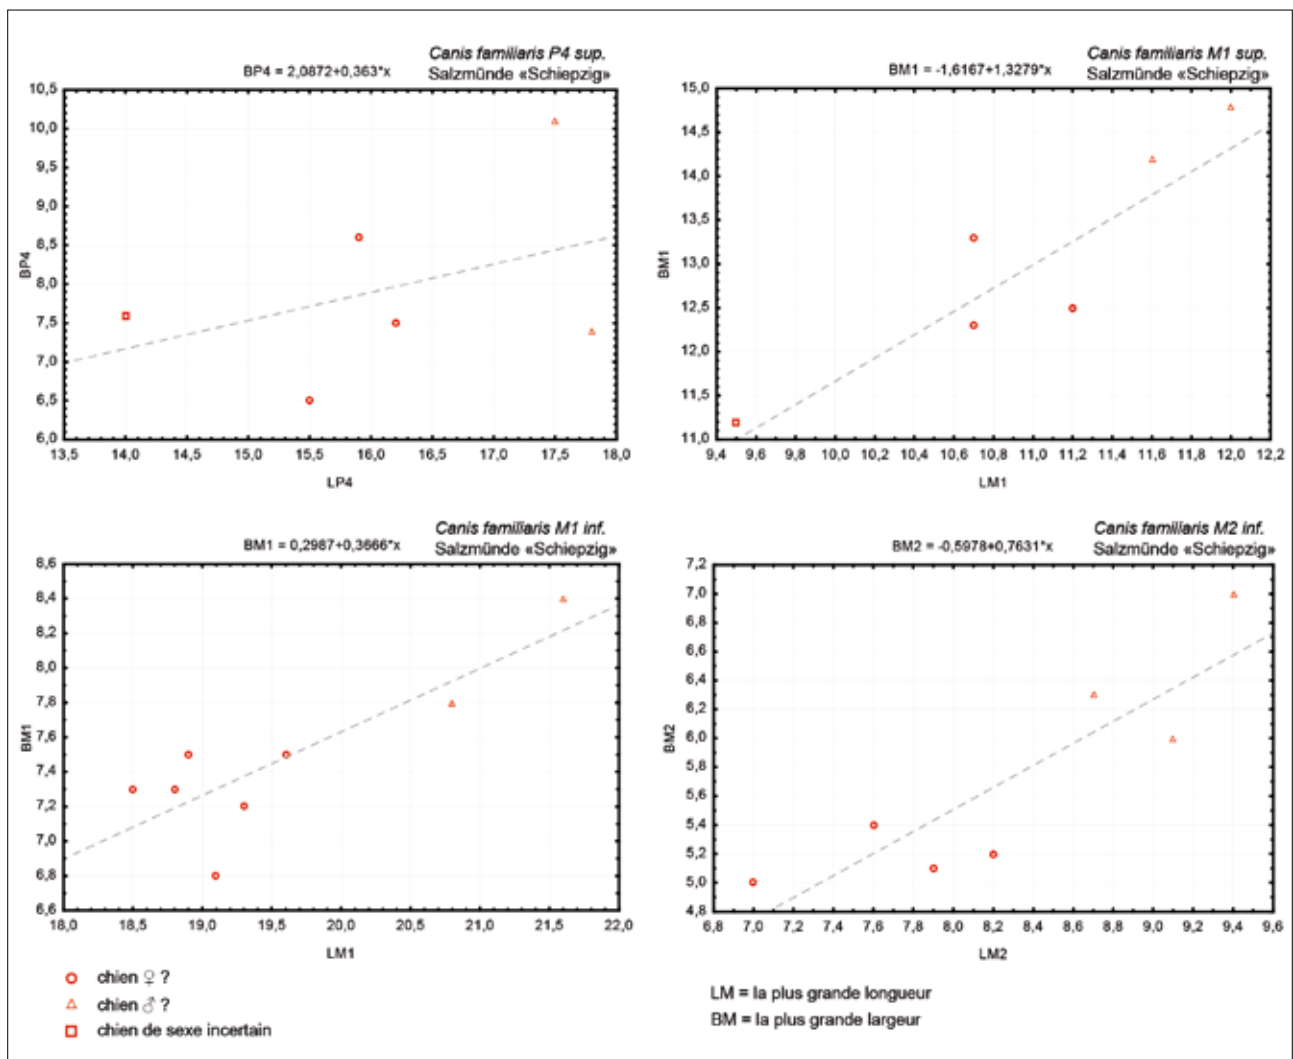 Canis familiaris P4 sup.
BP4 = 2,0872+0,363*x
Salzmünde «Schiepzig»
10,5
10,0
9,5
9,0
8,5
8,0
7,5
7,0
6,5
6,0
BP4
13,5 14,0 14,5 15,0 15,5 16,0 16,5 17,0 17,5 18,0
LP4
Canis familiaris M1 sup.
BM1 = -1,6167+1,3279*x
Salzmünde «Schiepzig»
15,0
14,5
14,0
13,5
13,0
12,5
12,0
11,5
11,0
BM1
9,4 9,6 9,8 10,0 10,2 10,4 10,6 10,8 11,0 11,2 11,4 11,6 11,8 12,0 12,2
LM1
Canis familiaris M1 inf.
BM1 = 0,2987+0,3666*x
Salzmünde «Schiepzig»
8,6
8,4
8,2
8,0
7,8
7,6
7,4
7,2
7,0
6,8
6,6
BM1
18,0 18,5 19,0 19,5 20,0 20,5 21,0 21,5 22,0
LM1
Canis familiaris M2 inf.
BM2 = -0,5978+0,7631*x
Salzmünde «Schiepzig»
7,2
7,0
6,8
6,6
6,4
6,2
6,0
5,8
5,6
5,4
5,2
5,0
4,8
BM2
6,8 7,0 7,2 7,4 7,6 7,8 8,0 8,2 8,4 8,6 8,8 9,0 9,2 9,4 9,6
LM2
chien ♀ ?
chien ♂ ?
chien de sexe incertain
LM = la plus grande longueur
BM = la plus grande largeur